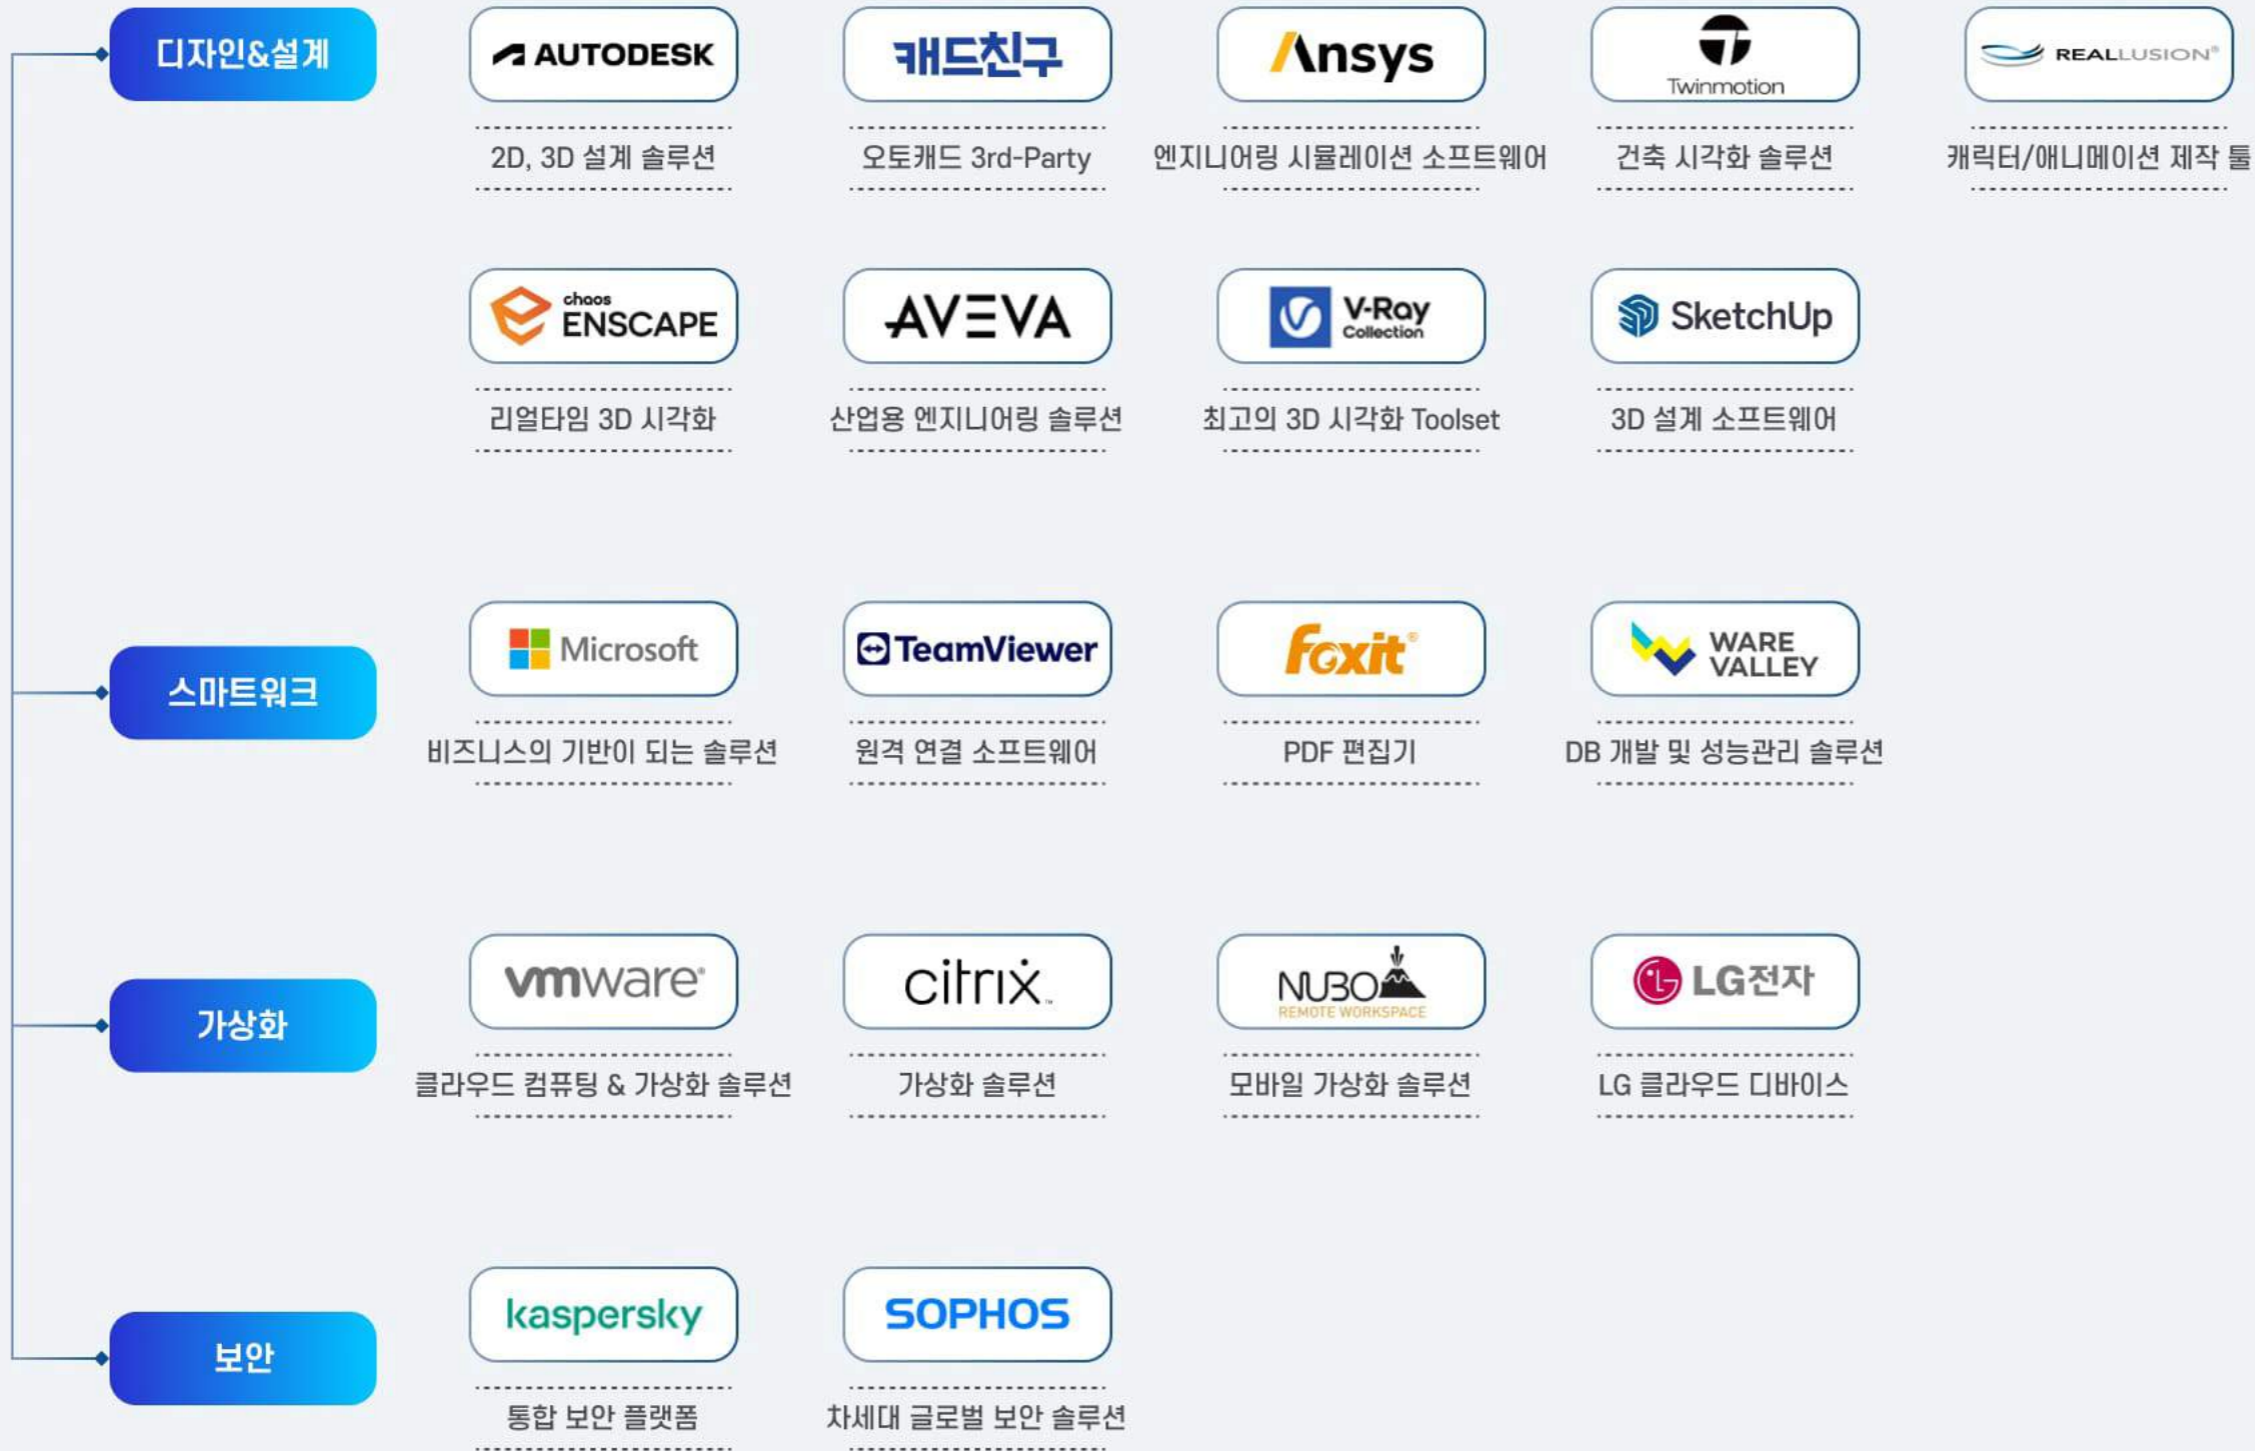 디자인&설계
AUTODESK
캐드친구
Ansys
Twinmotion
REALLUSION®
2D, 3D 설계 솔루션
오토캐드 3rd-Party
엔지니어링 시뮬레이션 소프트웨어
건축 시각화 솔루션
캐릭터/애니메이션 제작 툴
chaos
ENSCAPE
AVEVA
V-Ray
Collection
SketchUp
리얼타임 3D 시각화
산업용 엔지니어링 솔루션
최고의 3D 시각화 Toolset
3D 설계 소프트웨어
스마트워크
Microsoft
TeamViewer
foxit®
WARE
VALLEY
비즈니스의 기반이 되는 솔루션
원격 연결 소프트웨어
PDF 편집기
DB 개발 및 성능관리 솔루션
가상화
vmware®
citrix™
NUBO
REMOTE WORKSPACE
LG전자
클라우드 컴퓨팅 & 가상화 솔루션
가상화 솔루션
모바일 가상화 솔루션
LG 클라우드 디바이스
보안
kaspersky
SOPHOS
통합 보안 플랫폼
차세대 글로벌 보안 솔루션